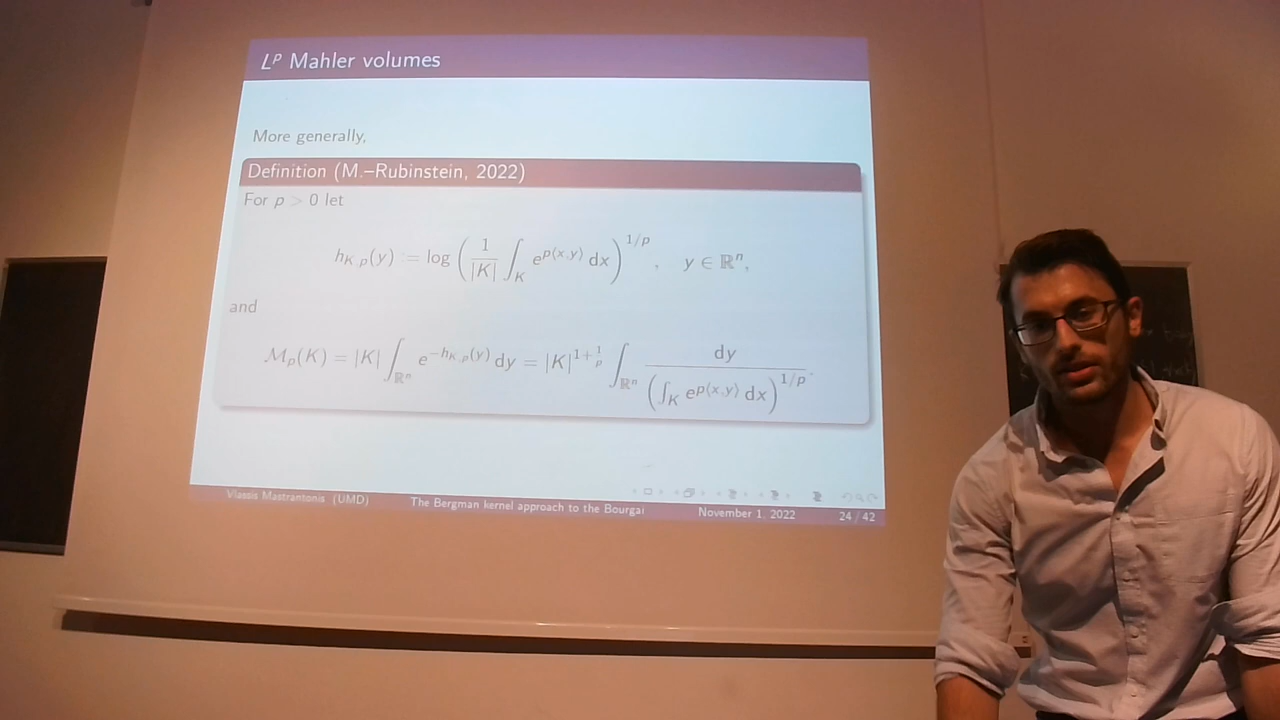 L^p Mahler volumes
More generally,
Definition (M.–Rubinstein, 2022)
For p > 0 let
h_{K,p}(y) := log ( 1/|K| ∫_K e^{p⟨x,y⟩} dx )^{1/p}, y ∈ ℝ^n,
and
M_p(K) = |K| ∫_{ℝ^n} e^{−h_{K,p}(y)} dy = |K|^{1+1/p} ∫_{ℝ^n} dy / ( ∫_K e^{p⟨x,y⟩} dx )^{1/p}.
Vlassis Mastrantonis (UMD) The Bergman kernel approach to the Bourgai November 1, 2022 24 / 42